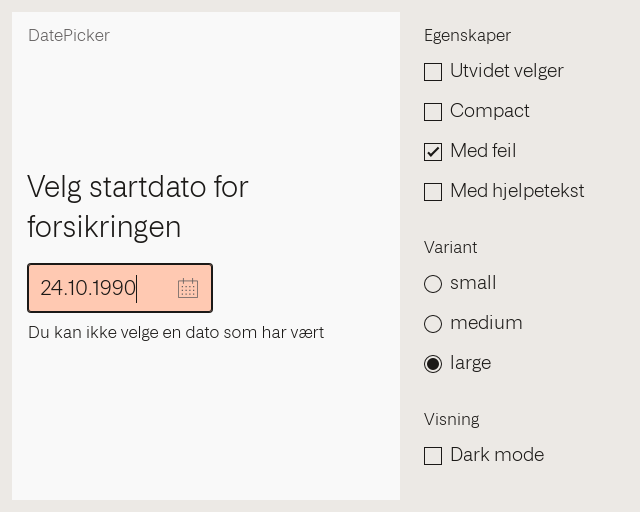 DatePicker
Velg startdato for
forsikringen
24.10.1990
Du kan ikke velge en dato som har vært
Egenskaper
Utvidet velger
Compact
Med feil
Med hjelpetekst
Variant
small
medium
large
Visning
Dark mode